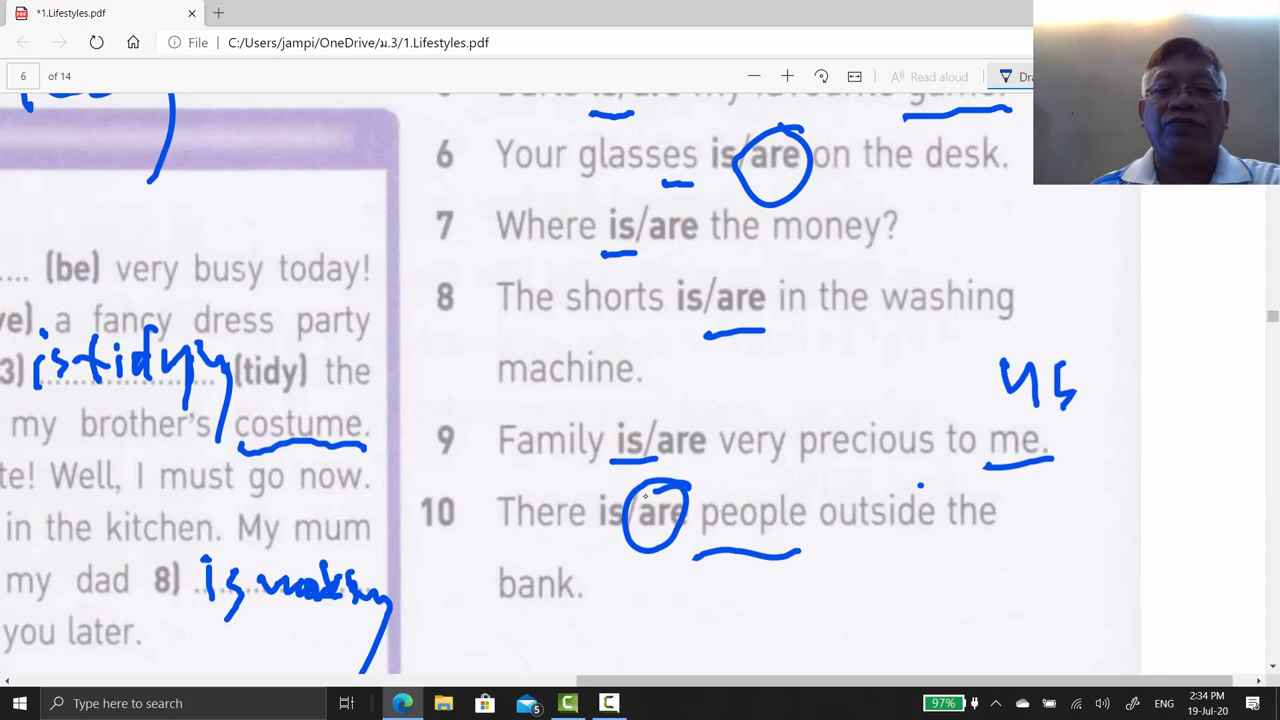 *1.Lifestyles.pdf
File C:/Users/jampi/OneDrive/ม.3/1.Lifestyles.pdf
6 of 14
Read aloud
game.
6 Your glasses is/are on the desk.
7 Where is/are the money?
8 The shorts is/are in the washing
machine.
us
9 Family is/are very precious to me.
10 There is/are people outside the
bank.
.... (be) very busy today!
a fancy dress party
3) is tidying (tidy) the
my brother's costume.
Well, I must go now.
in the kitchen. My mum
my dad 8) is making
you later.
Type here to search
5
97%
ENG
2:34 PM
19-Jul-20